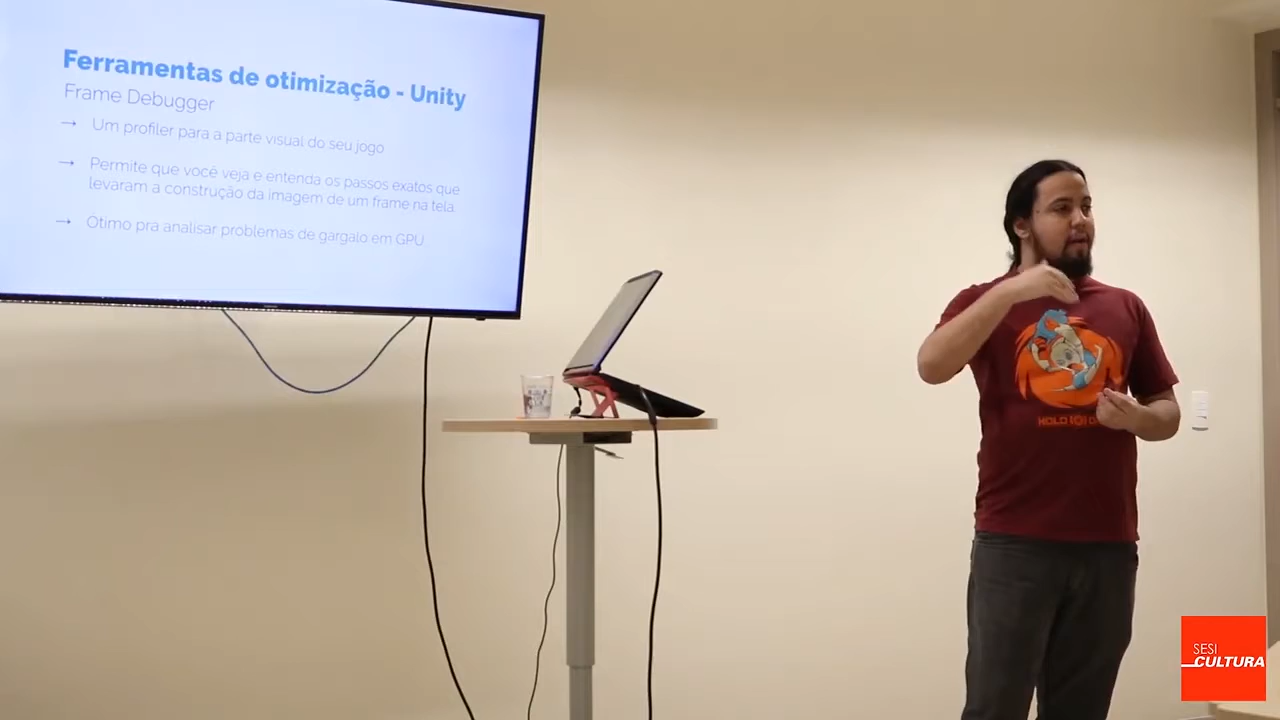 Ferramentas de otimização - Unity
Frame Debugger
→ Um profiler para a parte visual do seu jogo
→ Permite que você veja e entenda os passos exatos que
levaram a construção da imagem de um frame na tela.
→ Ótimo pra analisar problemas de gargalo em GPU
HOLO
SESI
CULTURA